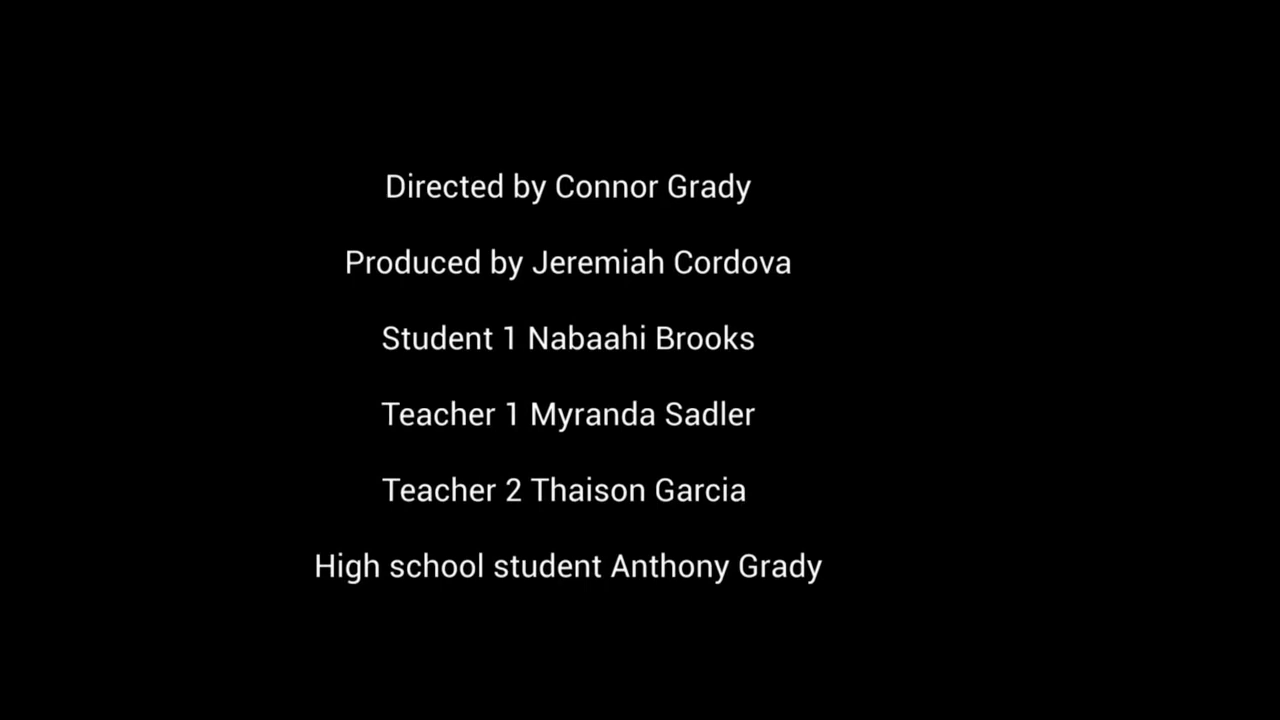 Directed by Connor Grady
Produced by Jeremiah Cordova
Student 1 Nabaahi Brooks
Teacher 1 Myranda Sadler
Teacher 2 Thaison Garcia
High school student Anthony Grady